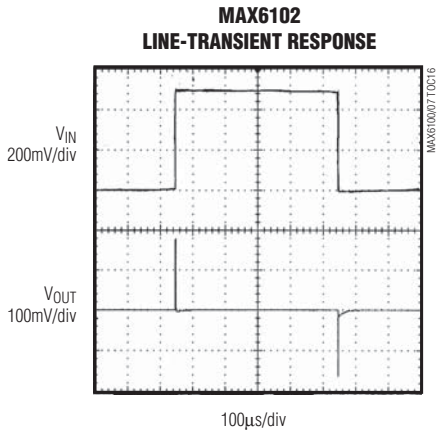 MAX6102
LINE-TRANSIENT RESPONSE
VIN
200mV/div
VOUT
100mV/div
100µs/div
MAX6100/07 TOC16